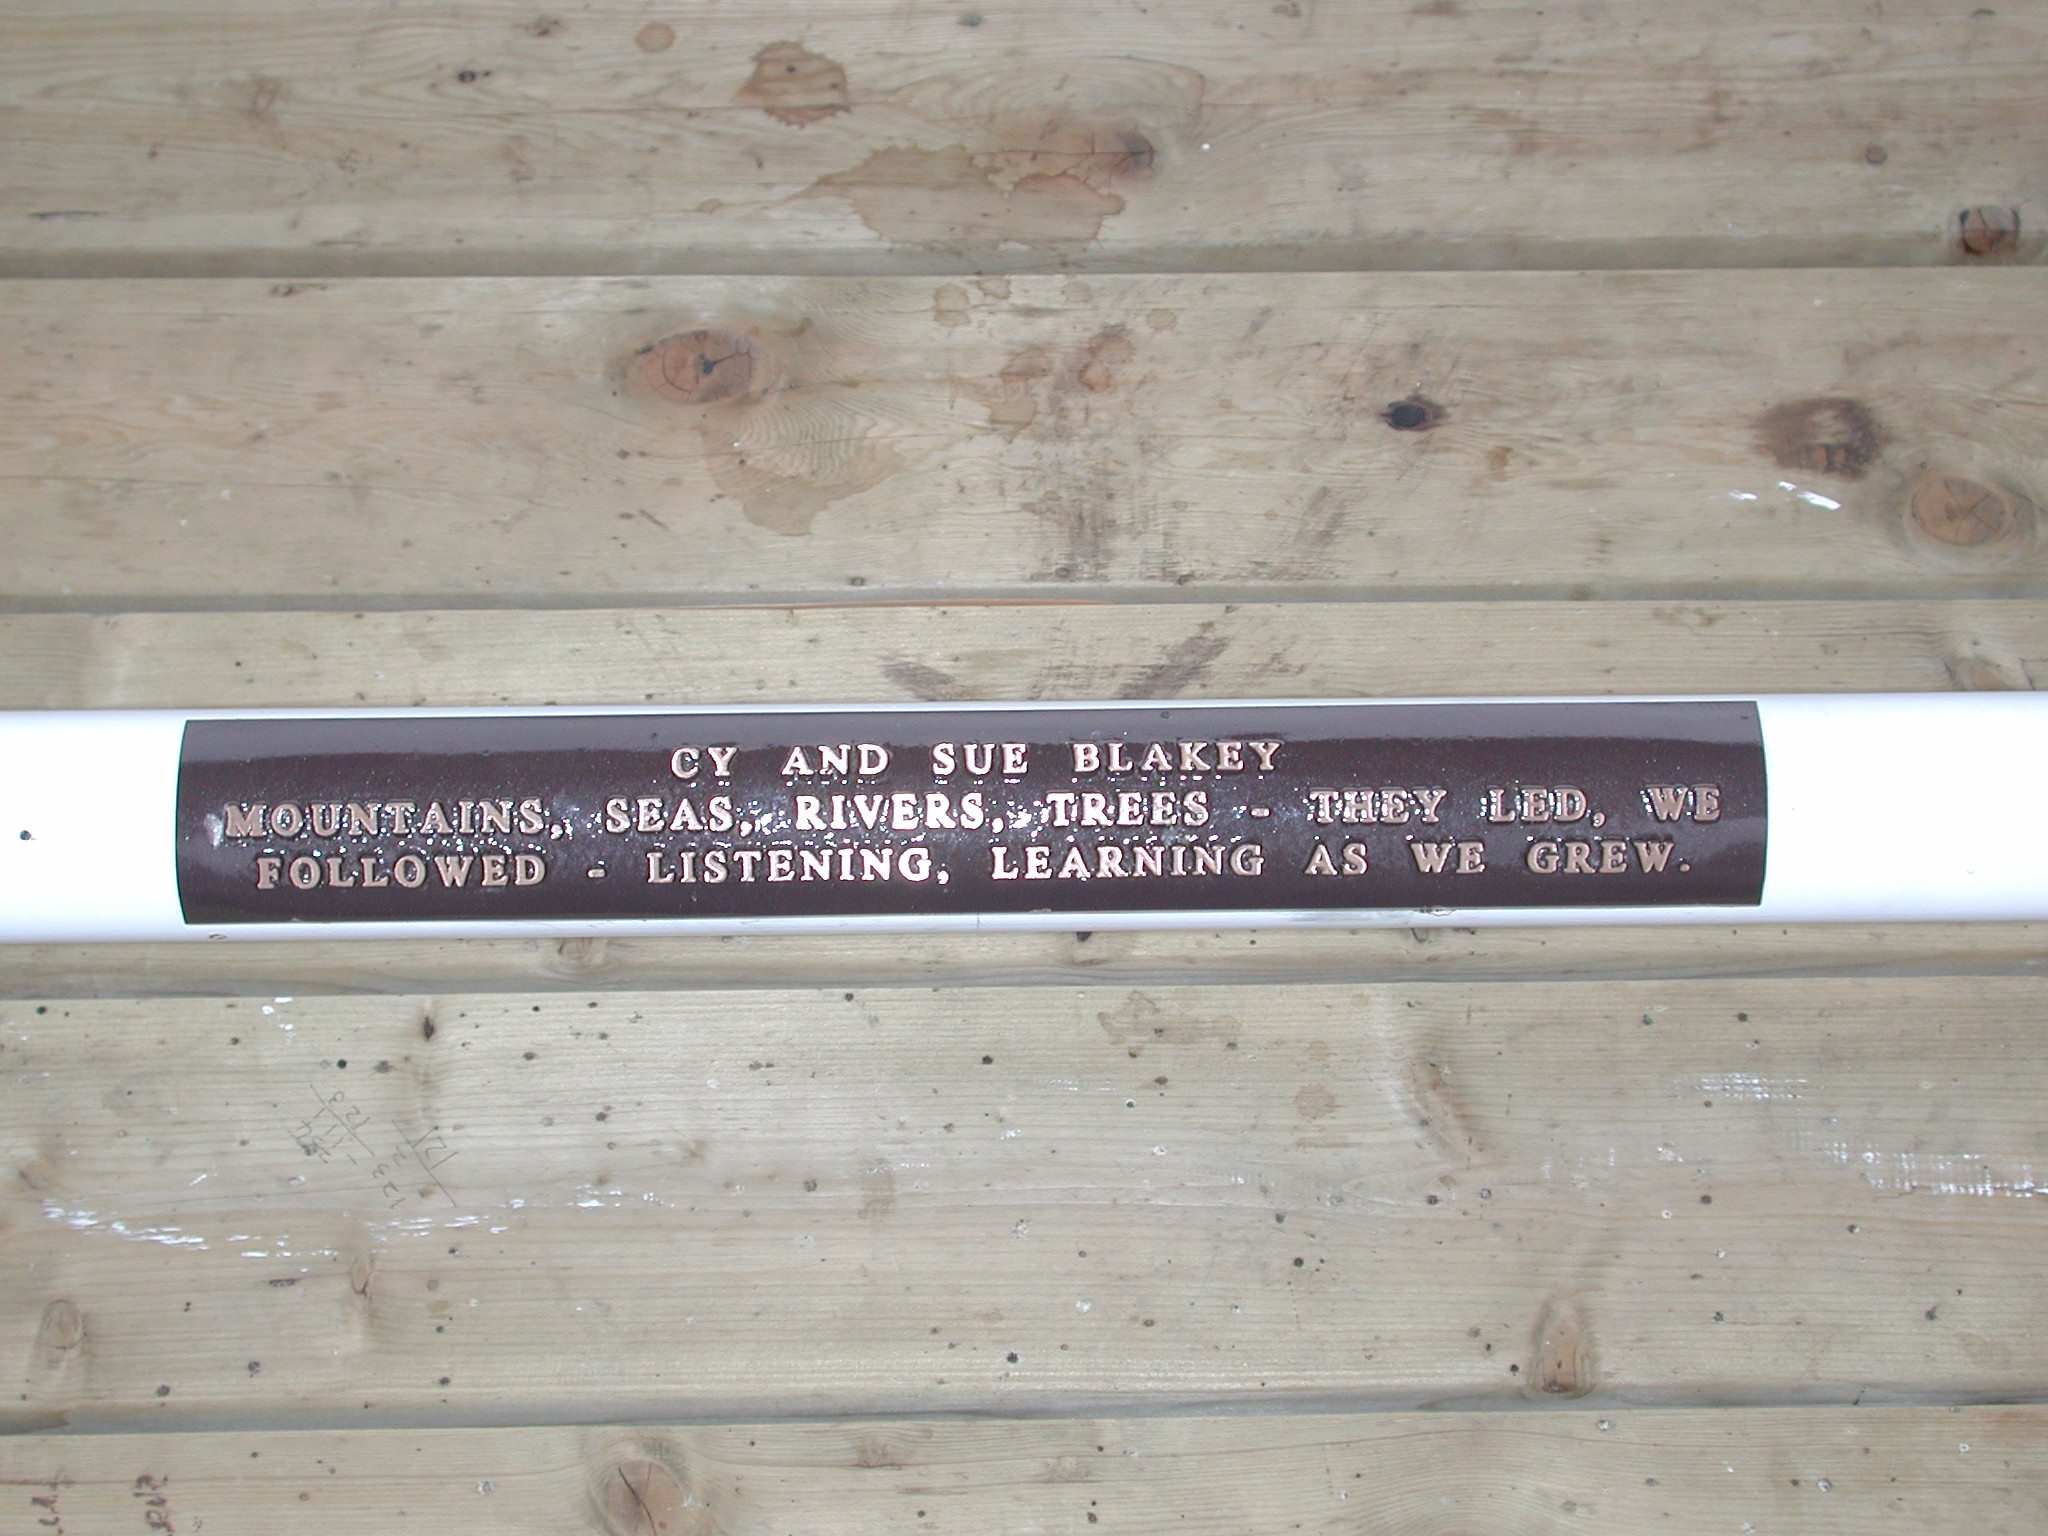 CY AND SUE BLAKEY
MOUNTAINS, SEAS, RIVERS, TREES - THEY LED, WE
FOLLOWED - LISTENING, LEARNING AS WE GREW.